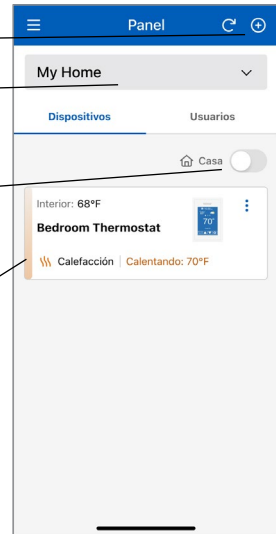 Panel
My Home
Dispositivos Usuarios
Casa
Interior: 68°F
70°
Bedroom Thermostat
Calefacción | Calentando: 70°F